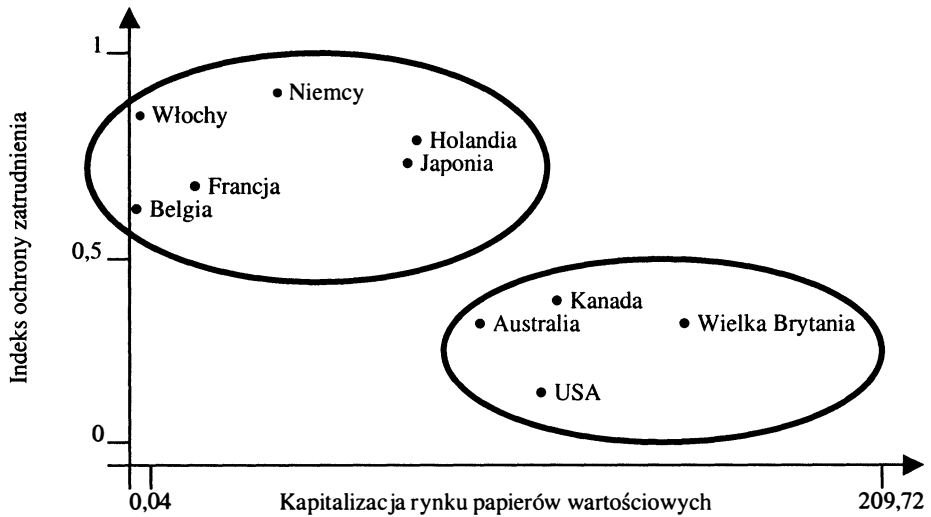 1
Niemcy
Włochy
Holandia
Japonia
Francja
Belgia
0,5
Kanada
Australia
Wielka Brytania
USA
0
Indeks ochrony zatrudnienia
0,04
Kapitalizacja rynku papierów wartościowych
209,72